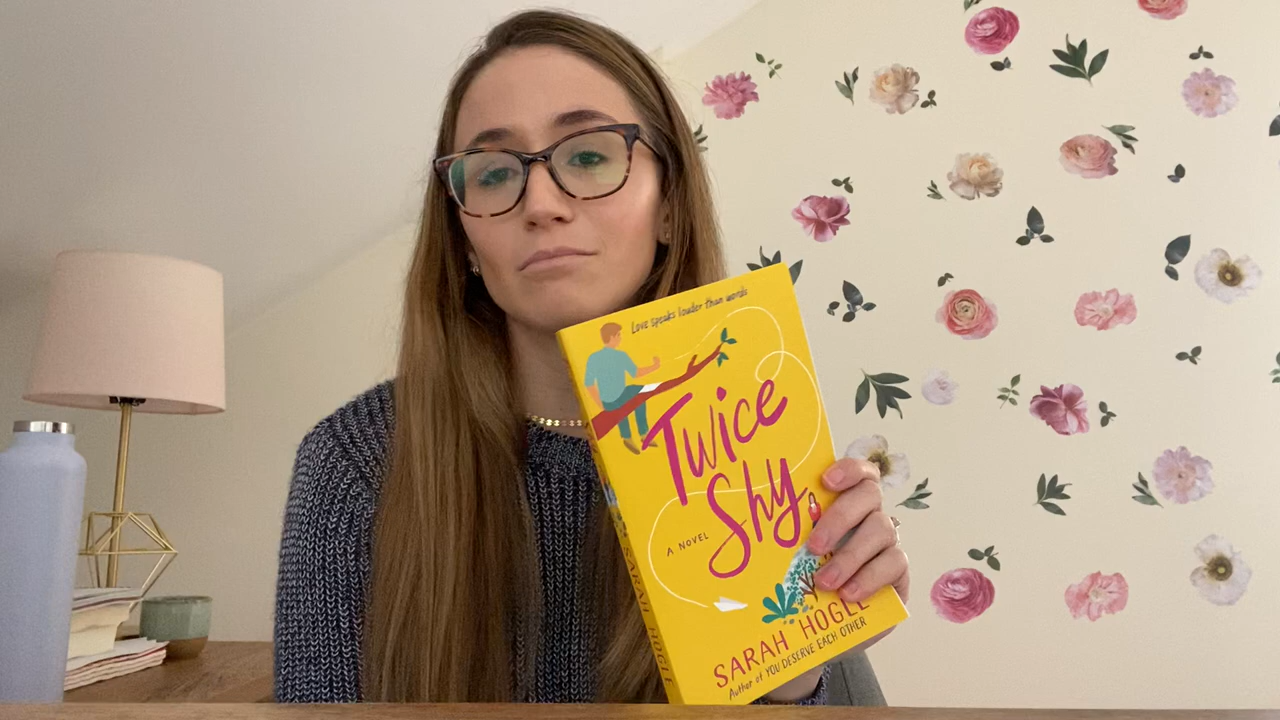 Love speaks louder than words
Twice
Shy
A NOVEL
SARAH HOGLE
Author of YOU DESERVE EACH OTHER
SARAH HOGLE